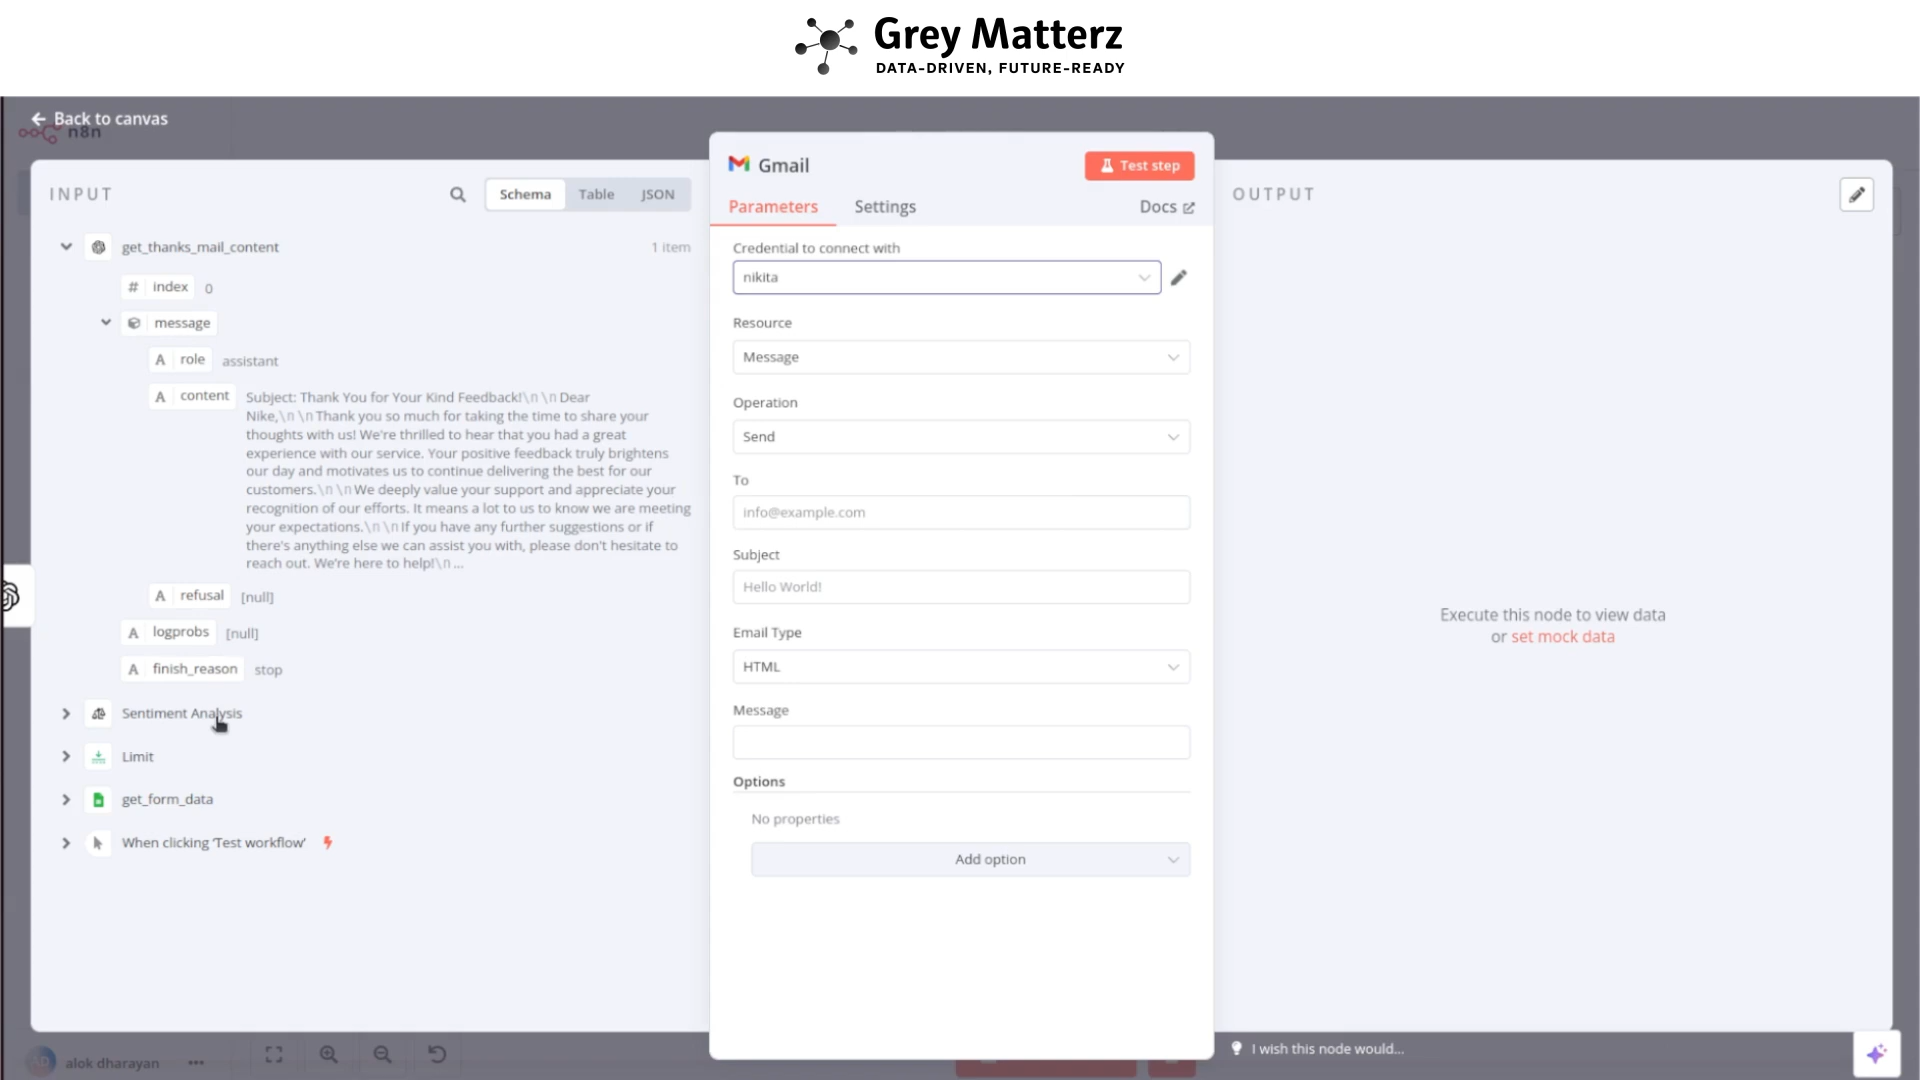 Grey Matterz
DATA-DRIVEN, FUTURE-READY
Back to canvas
n8n
INPUT
Schema
Table
JSON
get_thanks_mail_content
1 item
# index 0
message
A role assistant
A content Subject: Thank You for Your Kind Feedback!\n \n Dear
Nike,\n \n Thank you so much for taking the time to share your
thoughts with us! We're thrilled to hear that you had a great
experience with our service. Your positive feedback truly brightens
our day and motivates us to continue delivering the best for our
customers.\n \n We deeply value your support and appreciate your
recognition of our efforts. It means a lot to us to know we are meeting
your expectations.\n \n If you have any further suggestions or if
there's anything else we can assist you with, please don't hesitate to
reach out. We're here to help!\n ...
A refusal [null]
A logprobs [null]
A finish_reason stop
Sentiment Analysis
Limit
get_form_data
When clicking 'Test workflow'
alok dharayan
Gmail
Test step
Parameters
Settings
Docs
Credential to connect with
nikita
Resource
Message
Operation
Send
To
info@example.com
Subject
Hello World!
Email Type
HTML
Message
Options
No properties
Add option
OUTPUT
Execute this node to view data
or set mock data
I wish this node would...